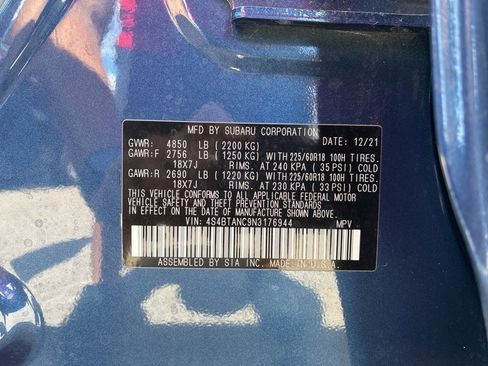 MFD BY SUBARU CORPORATION
GVWR: 4850 LB (2200 KG) DATE: 12/21
GAWR:F 2756 LB (1250 KG) WITH 225/60R18 100H TIRES.
18X7J RIMS. AT 240 KPA (35 PSI) COLD
GAWR:R 2690 LB (1220 KG) WITH 225/60R18 100H TIRES.
18X7J RIMS. AT 230 KPA (33 PSI) COLD
THIS VEHICLE CONFORMS TO ALL APPLICABLE FEDERAL MOTOR
VEHICLE SAFETY AND THEFT PREVENTION STANDARDS
IN EFFECT ON THE DATE OF MANUFACTURE SHOWN ABOVE.
VIN: 4S4BTANC9N3176944 MPV
ASSEMBLED BY SIA INC. MADE IN U.S.A.